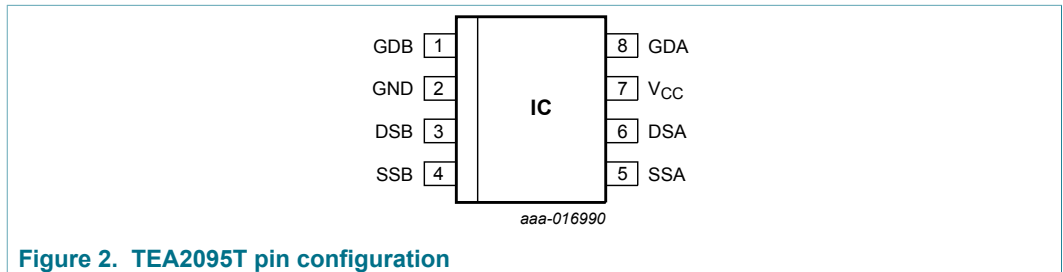 GDB 1
GND 2
DSB 3
SSB 4
IC
8 GDA
7 VCC
6 DSA
5 SSA
aaa-016990
Figure 2. TEA2095T pin configuration